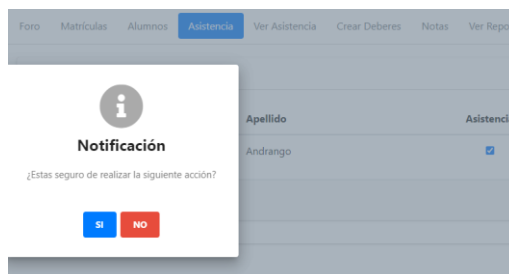 Foro Matrículas Alumnos Asistencia Ver Asistencia Crear Deberes Notas Ver Repo
Apellido Asistenci
Notificación
Andrango
¿Estas seguro de realizar la siguiente acción?
SI NO